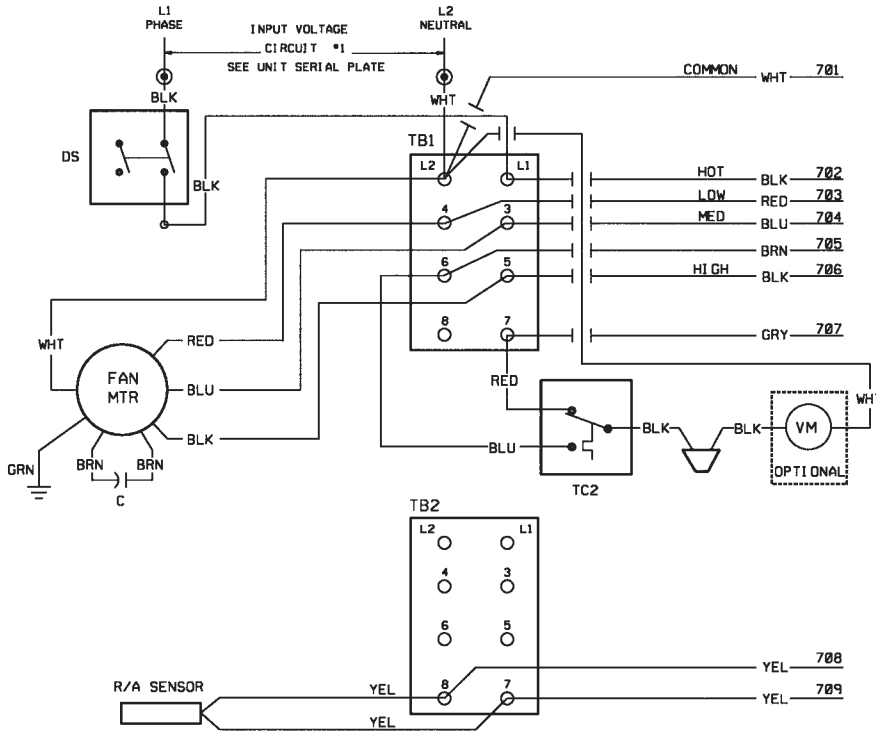 L1
PHASE
L2
NEUTRAL
INPUT VOLTAGE
CIRCUIT *1
SEE UNIT SERIAL PLATE
BLK
WHT
COMMON WHT 701
DS
TB1
L2 L1
BLK
HOT BLK 702
LOW RED 703
MED BLU 704
BRN 705
HIGH BLK 706
GRY 707
4 3
6 5
8 7
WHT
RED
FAN
MTR
BLU
BLK
GRN
BRN BRN
C
RED
BLU
BLK
BLK
VM
WHT
OPTIONAL
TC2
TB2
L2 L1
4 3
6 5
8 7
YEL 708
YEL 709
R/A SENSOR
YEL
YEL